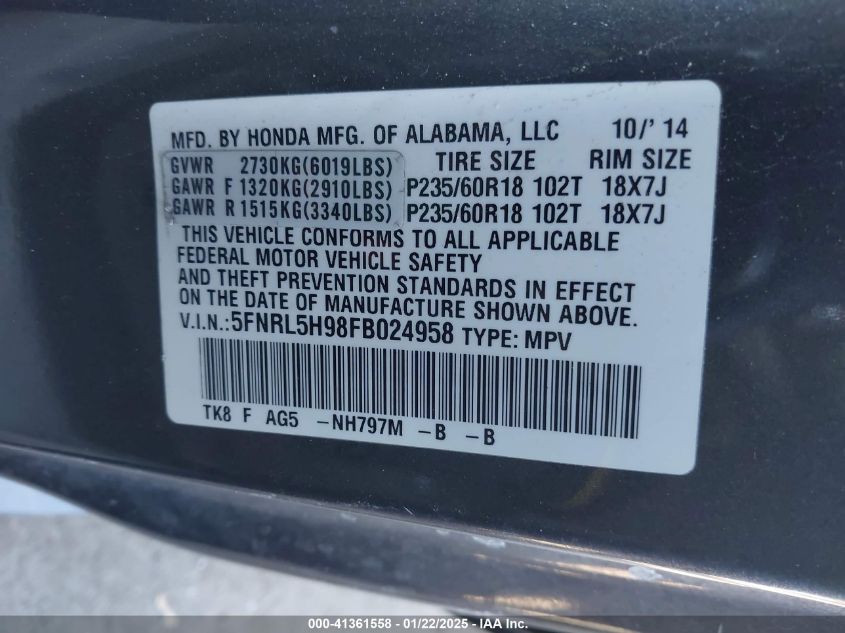 MFD. BY HONDA MFG. OF ALABAMA, LLC 10/' 14
GVWR 2730KG(6019LBS) TIRE SIZE RIM SIZE
GAWR F 1320KG(2910LBS) P235/60R18 102T 18X7J
GAWR R 1515KG(3340LBS) P235/60R18 102T 18X7J
THIS VEHICLE CONFORMS TO ALL APPLICABLE
FEDERAL MOTOR VEHICLE SAFETY
AND THEFT PREVENTION STANDARDS IN EFFECT
ON THE DATE OF MANUFACTURE SHOWN ABOVE.
V.I.N.:5FNRL5H98FB024958 TYPE: MPV
TK8 F AG5 -NH797M -B -B
000-41361558 - 01/22/2025 - IAA Inc.